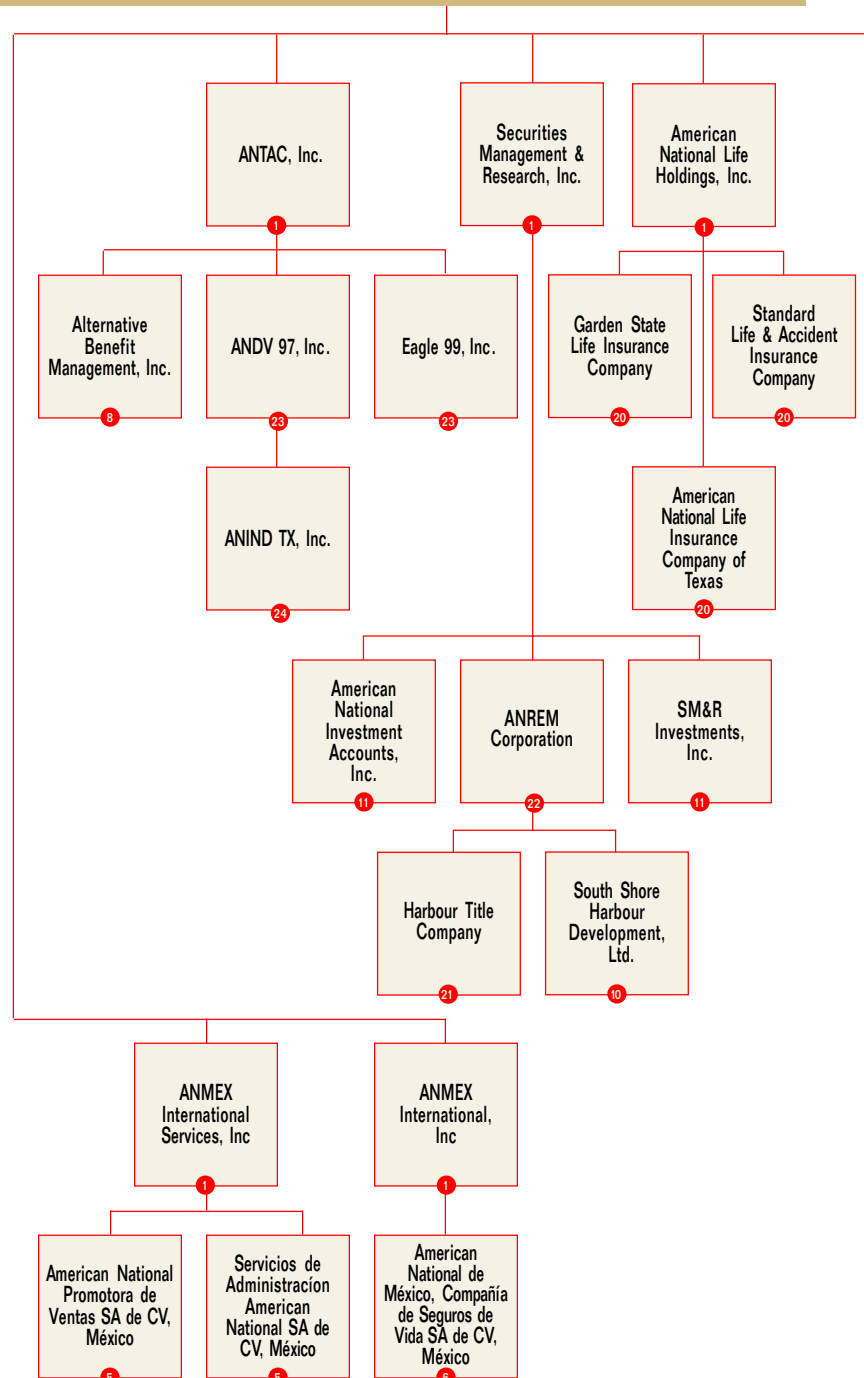 ANTAC, Inc.
1
Securities
Management &
Research, Inc.
1
American
National Life
Holdings, Inc.
1
Alternative
Benefit
Management, Inc.
8
ANDV 97, Inc.
23
Eagle 99, Inc.
23
Garden State
Life Insurance
Company
20
Standard
Life & Accident
Insurance
Company
20
ANIND TX, Inc.
24
American
National Life
Insurance
Company of
Texas
20
American
National
Investment
Accounts,
Inc.
11
ANREM
Corporation
22
SM&R
Investments,
Inc.
11
Harbour Title
Company
21
South Shore
Harbour
Development,
Ltd.
10
ANMEX
International
Services, Inc
1
ANMEX
International,
Inc
1
American National
Promotora de
Ventas SA de CV,
México
5
Servicios de
Administracíon
American
National SA de
CV, México
5
American
National de
México, Compañía
de Seguros de
Vida SA de CV,
México
6